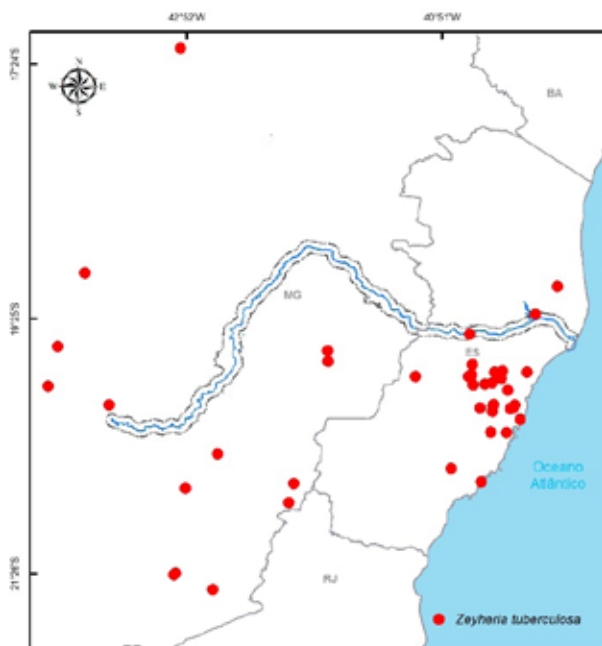 42°52'W 40°51'W
17°24'
N
W E
S
BA
MG
19°25'S
ES
Oceano
Atlântico
21°26'S
RJ
Zeyheria tuberculosa